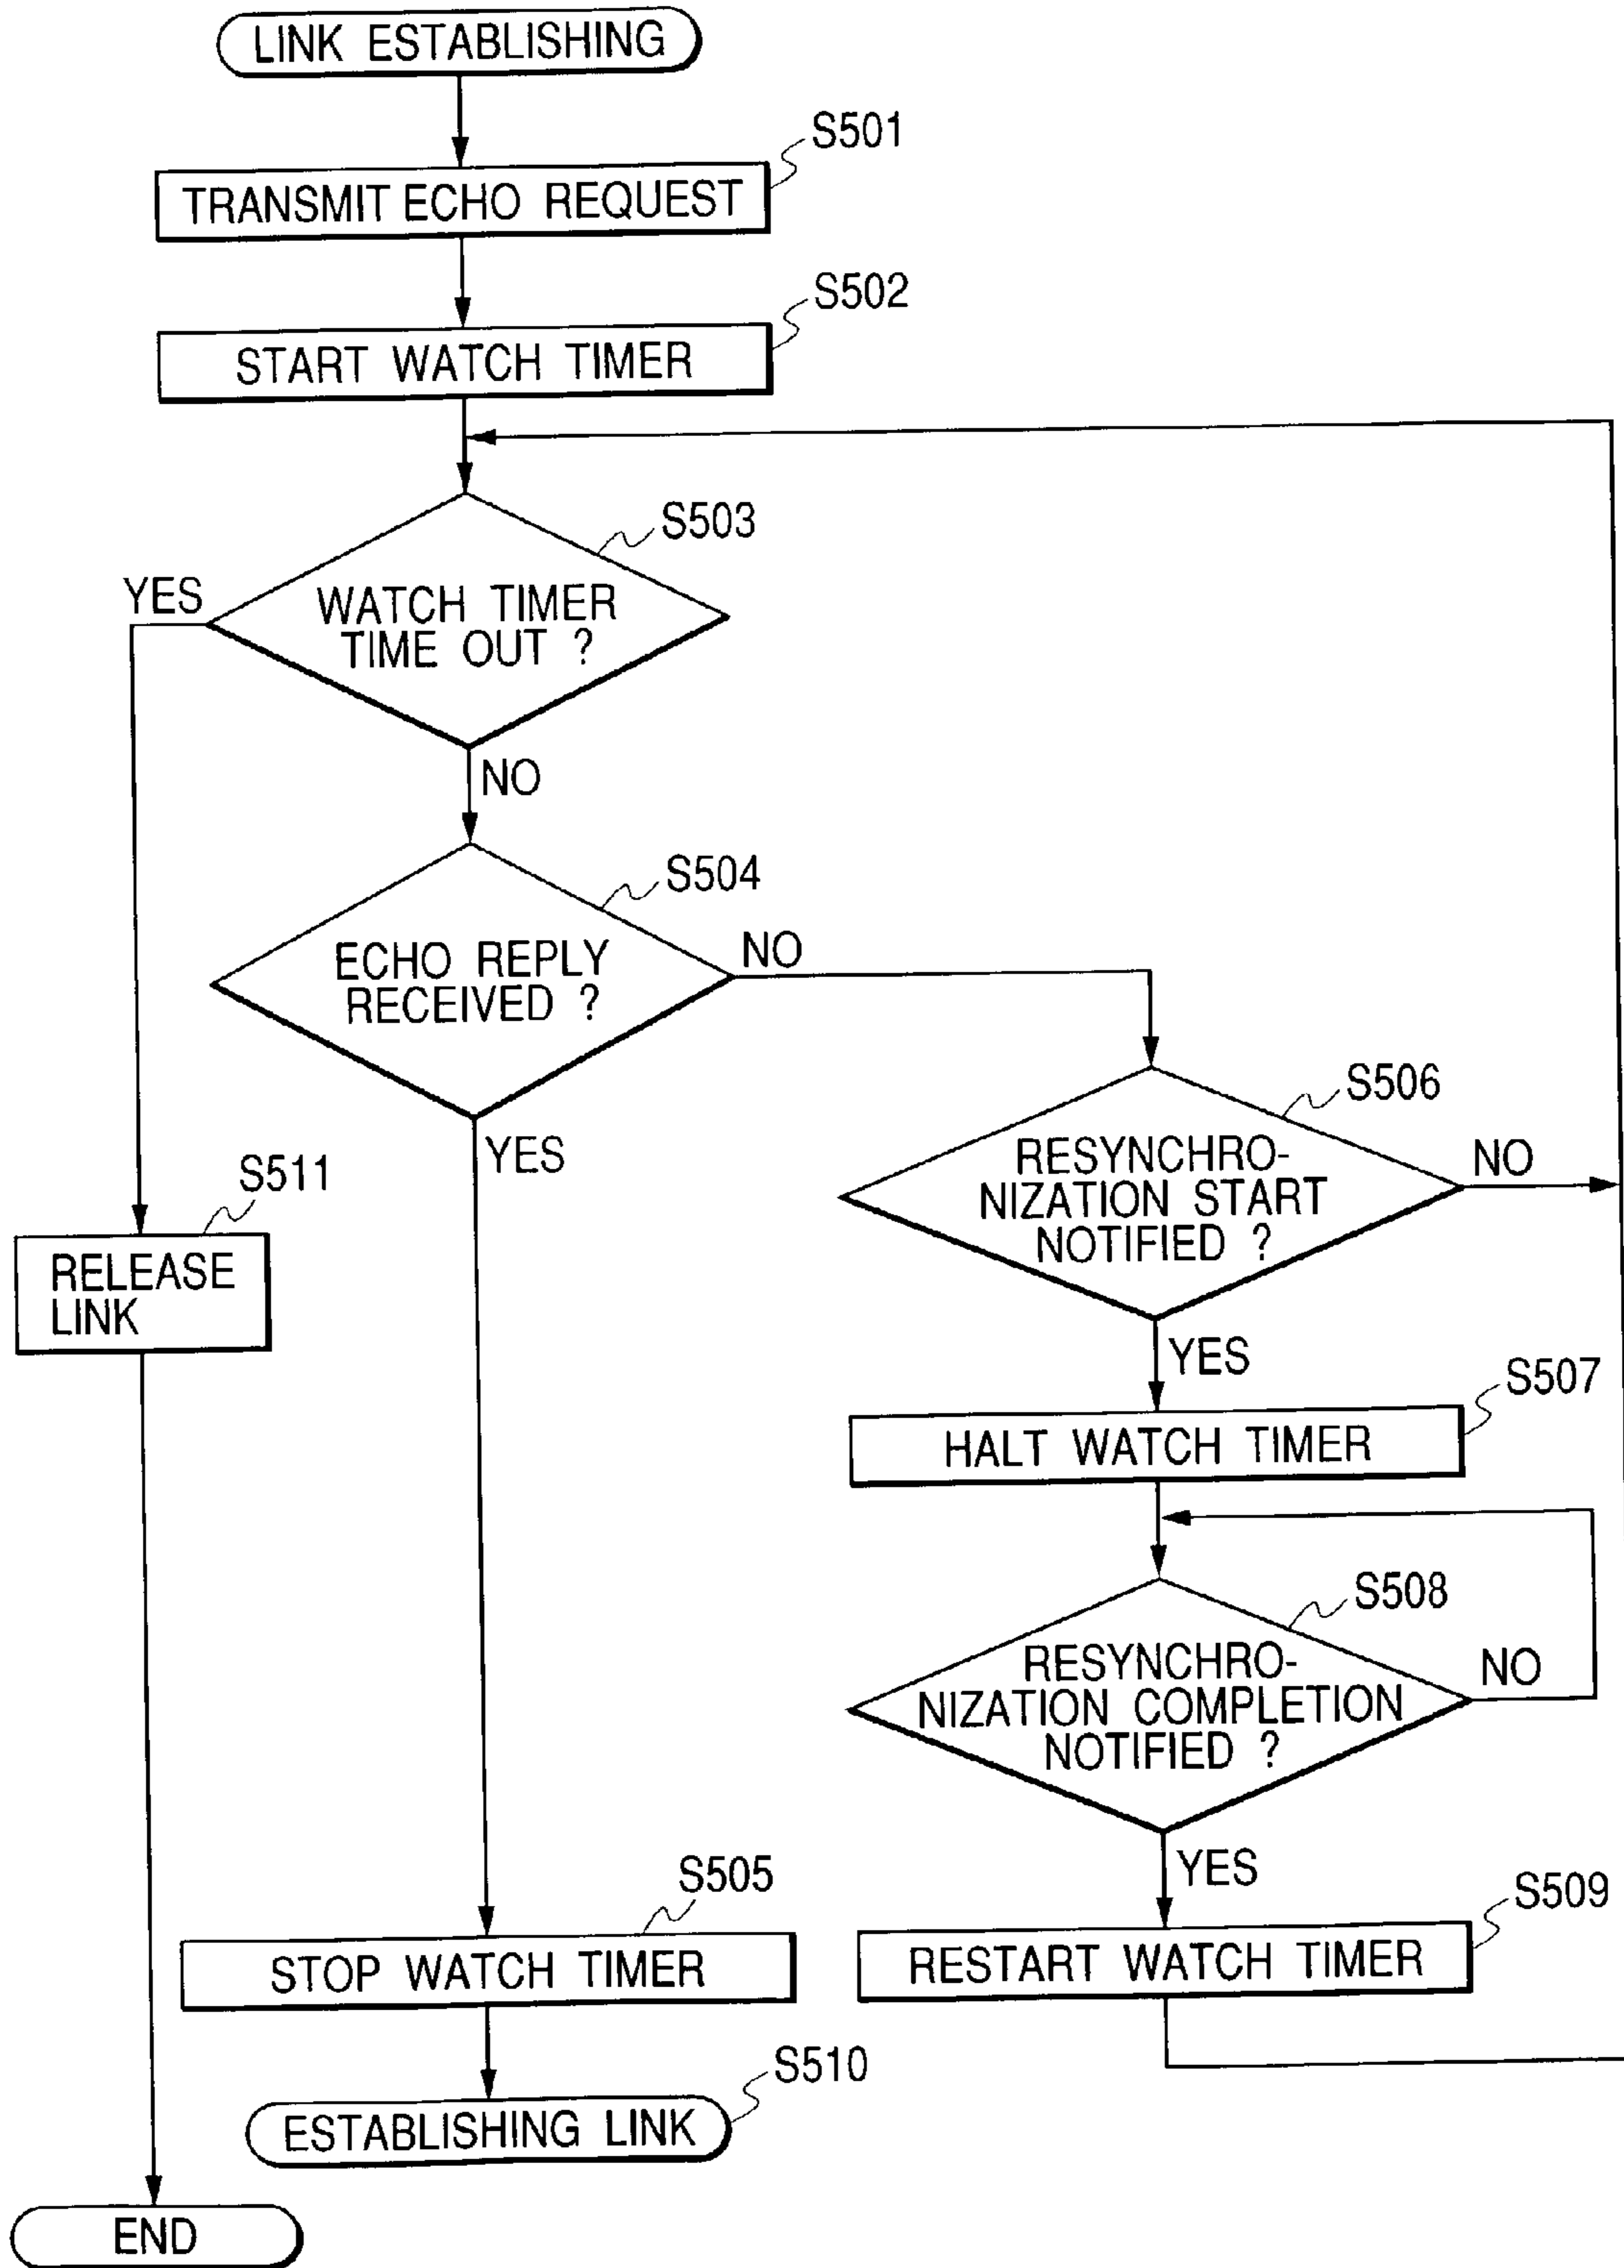 LINK ESTABLISHING
S501
TRANSMIT ECHO REQUEST
S502
START WATCH TIMER
S503
YES
WATCH TIMER
TIME OUT ?
NO
S504
ECHO REPLY
RECEIVED ?
NO
YES
S506
RESYNCHRO-
NIZATION START
NOTIFIED ?
NO
YES
S511
RELEASE
LINK
S507
HALT WATCH TIMER
S508
RESYNCHRO-
NIZATION COMPLETION
NOTIFIED ?
NO
YES
S505
STOP WATCH TIMER
S509
RESTART WATCH TIMER
S510
ESTABLISHING LINK
END